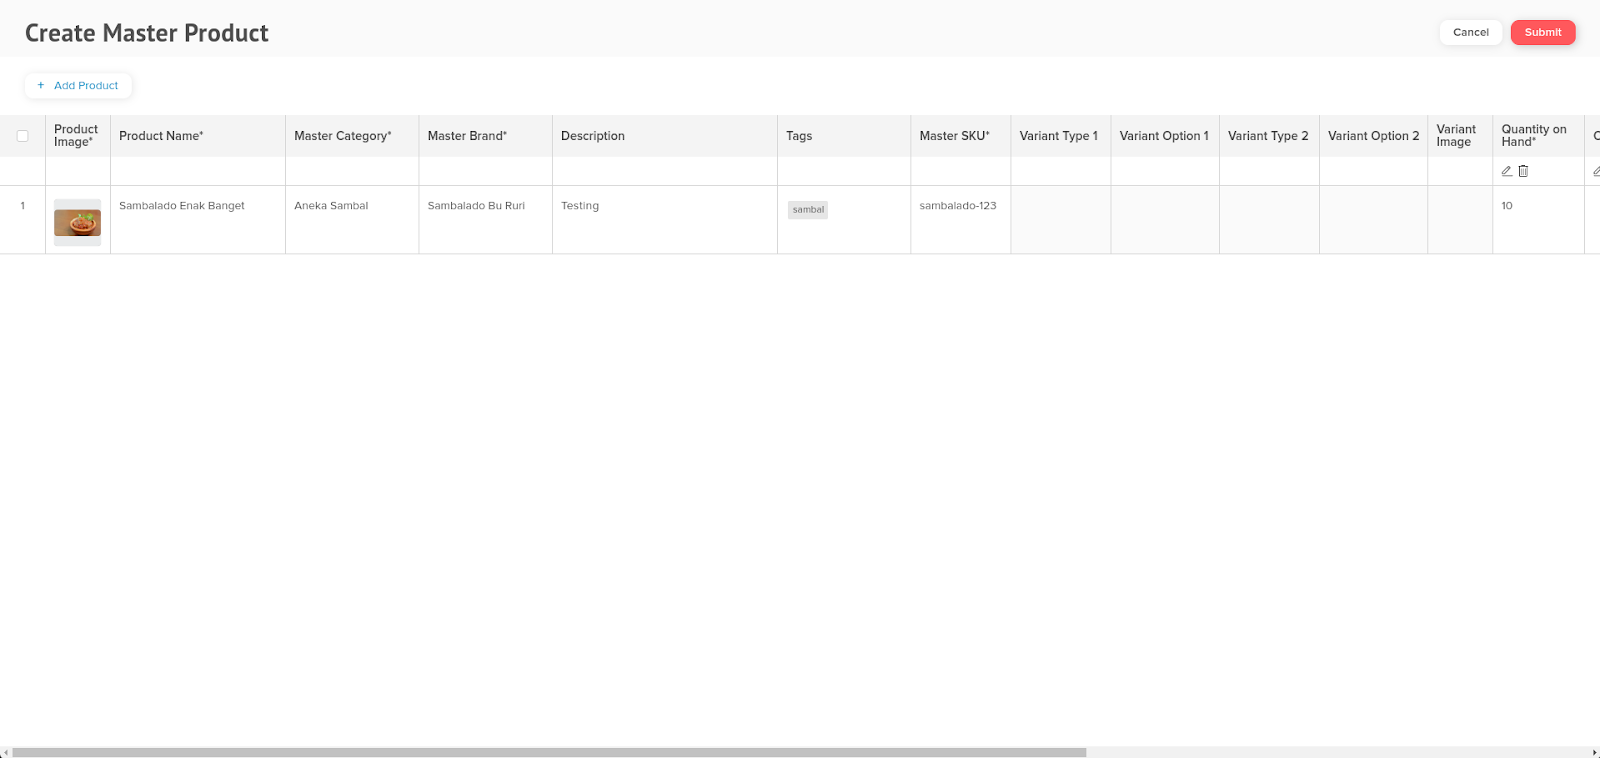 Create Master Product
Cancel
Submit
+ Add Product
Product Image*
Product Name*
Master Category*
Master Brand*
Description
Tags
Master SKU*
Variant Type 1
Variant Option 1
Variant Type 2
Variant Option 2
Variant Image
Quantity on Hand*
1
Sambalado Enak Banget
Aneka Sambal
Sambalado Bu Ruri
Testing
sambal
sambalado-123
10